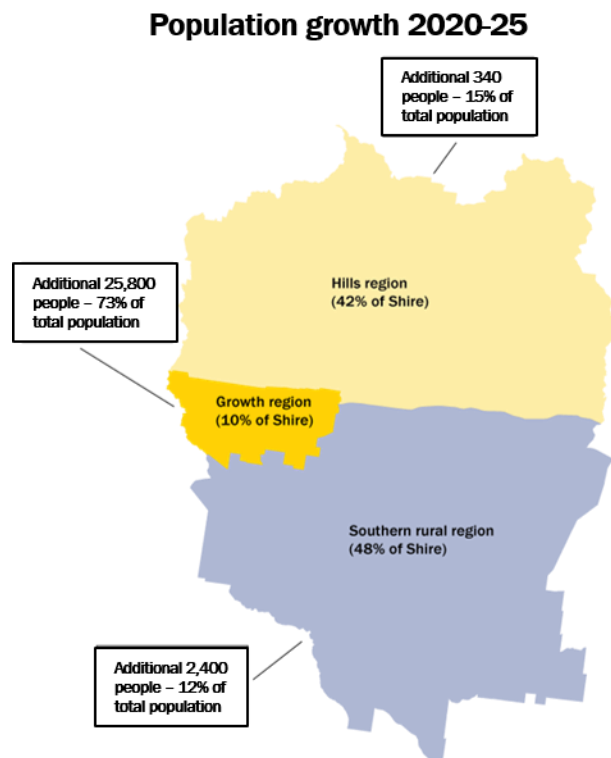 Population growth 2020-25
Additional 340
people – 15% of
total population
Hills region
(42% of Shire)
Additional 25,800
people – 73% of
total population
Growth region
(10% of Shire)
Southern rural region
(48% of Shire)
Additional 2,400
people – 12% of
total population